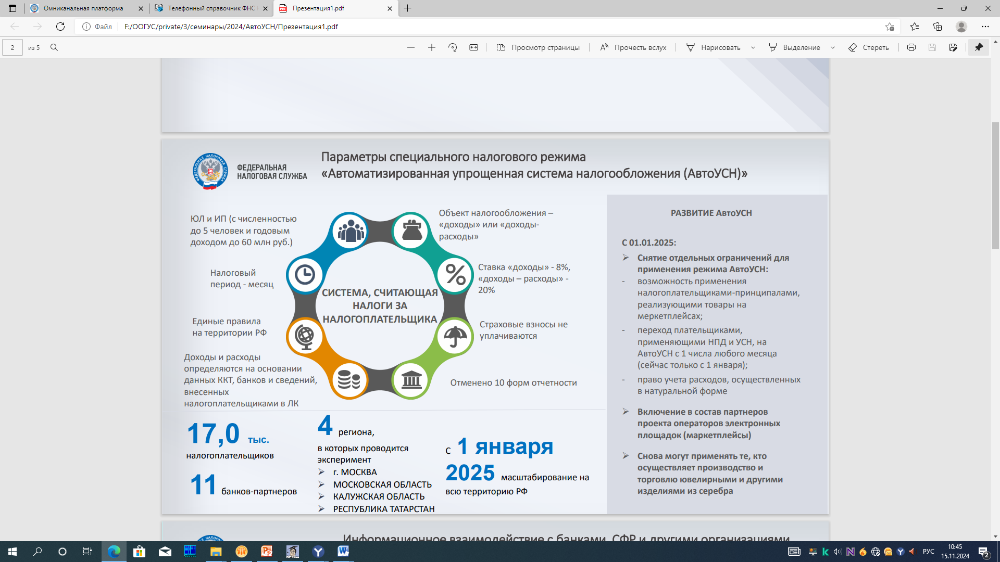 Омниканальная платформа
Телефонный справочник ФНС
Презентация1.pdf
Файл
F:/ООГУС/private/3/семинары/2024/АвтоУСН/Презентация1.pdf
2 из 5
Просмотр страницы
Прочесть вслух
Нарисовать
Выделение
Стереть
ФЕДЕРАЛЬНАЯ
НАЛОГОВАЯ СЛУЖБА
Параметры специального налогового режима
«Автоматизированная упрощенная система налогообложения (АвтоУСН)»
ЮЛ и ИП (с численностью
до 5 человек и годовым
доходом до 60 млн руб.)
Налоговый
период - месяц
Единые правила
на территории РФ
Доходы и расходы
определяются на основании
данных ККТ, банков и сведений,
внесенных
налогоплательщиками в ЛК
СИСТЕМА, СЧИТАЮЩАЯ
НАЛОГИ ЗА
НАЛОГОПЛАТЕЛЬЩИКА
Объект налогообложения –
«доходы» или «доходы-
расходы»
Ставка «доходы» - 8%,
«доходы – расходы» -
20%
Страховые взносы не
уплачиваются
Отменено 10 форм отчетности
17,0 тыс.
налогоплательщиков
11 банков-партнеров
4 региона,
в которых проводится
эксперимент
г. МОСКВА
МОСКОВСКАЯ ОБЛАСТЬ
КАЛУЖСКАЯ ОБЛАСТЬ
РЕСПУБЛИКА ТАТАРСТАН
С 1 января
2025 масштабирование на
всю территорию РФ
РАЗВИТИЕ АвтоУСН
С 01.01.2025:
Снятие отдельных ограничений для
применения режима АвтоУСН:
- возможность применения
налогоплательщиками-принципалами,
реализующими товары на
меркетплейсах;
- переход плательщиками,
применяющими НПД и УСН, на
АвтоУСН с 1 числа любого месяца
(сейчас только с 1 января);
- право учета расходов, осуществленных
в натуральной форме
Включение в состав партнеров
проекта операторов электронных
площадок (маркетплейсы)
Снова могут применять те, кто
осуществляет производство и
торговлю ювелирными и другими
изделиями из серебра
Информационное взаимодействие с банками, СФР и другими организациями
РУС
10:45
15.11.2024
2